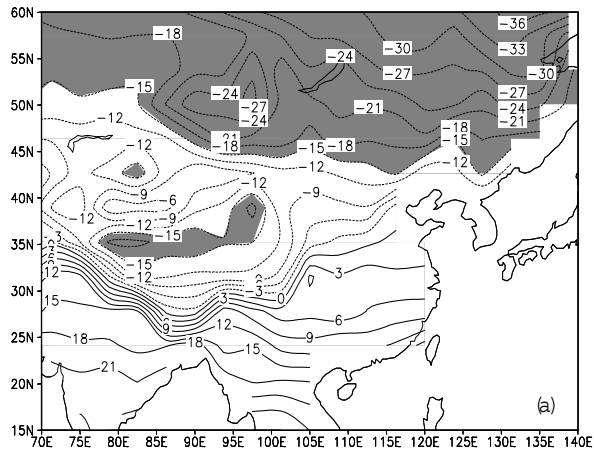 60N
-36
-18
-30
-33
-24
55N
-27
-30
-15
-24
-27
50N
-27
-21
-24
-12
-24
-21
-18
21
-15
45N
-12
-18
-15
-18
-12
-12
-9
40N
-9
-6
-12
-9
-12
-15
35N
3
-15
-12
9
12
-3
3
30N
15
3
0
6
12
9
9
25N
18
18
15
21
20N
(a)
15N
70E
75E
80E
85E
90E
95E
100E
105E
110E
115E
120E
125E
130E
135E
140E